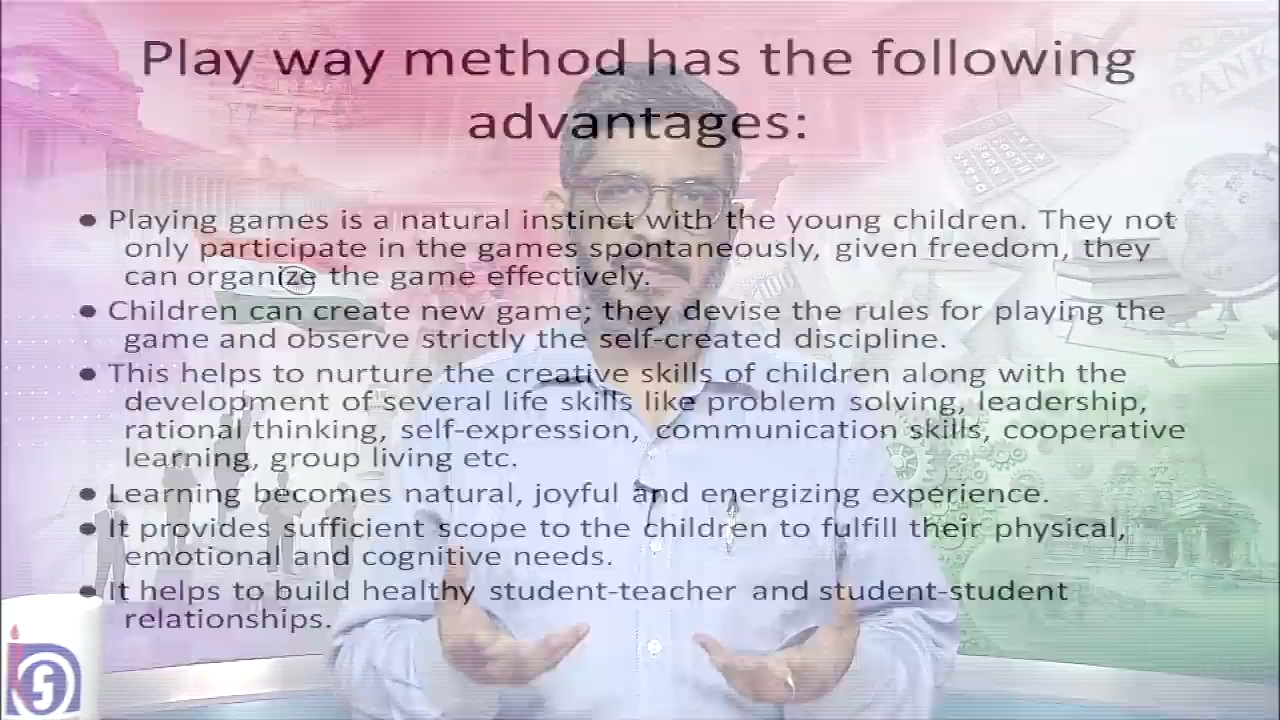 Play way method has the following
advantages:
BANK
• Playing games is a natural instinct with the young children. They not
only participate in the games spontaneously, given freedom, they
can organize the game effectively.
• Children can create new game; they devise the rules for playing the
game and observe strictly the self-created discipline.
• This helps to nurture the creative skills of children along with the
development of several life skills like problem solving, leadership,
rational thinking, self-expression, communication skills, cooperative
learning, group living etc.
• Learning becomes natural, joyful and energizing experience.
• It provides sufficient scope to the children to fulfill their physical,
emotional and cognitive needs.
• It helps to build healthy student-teacher and student-student
relationships.